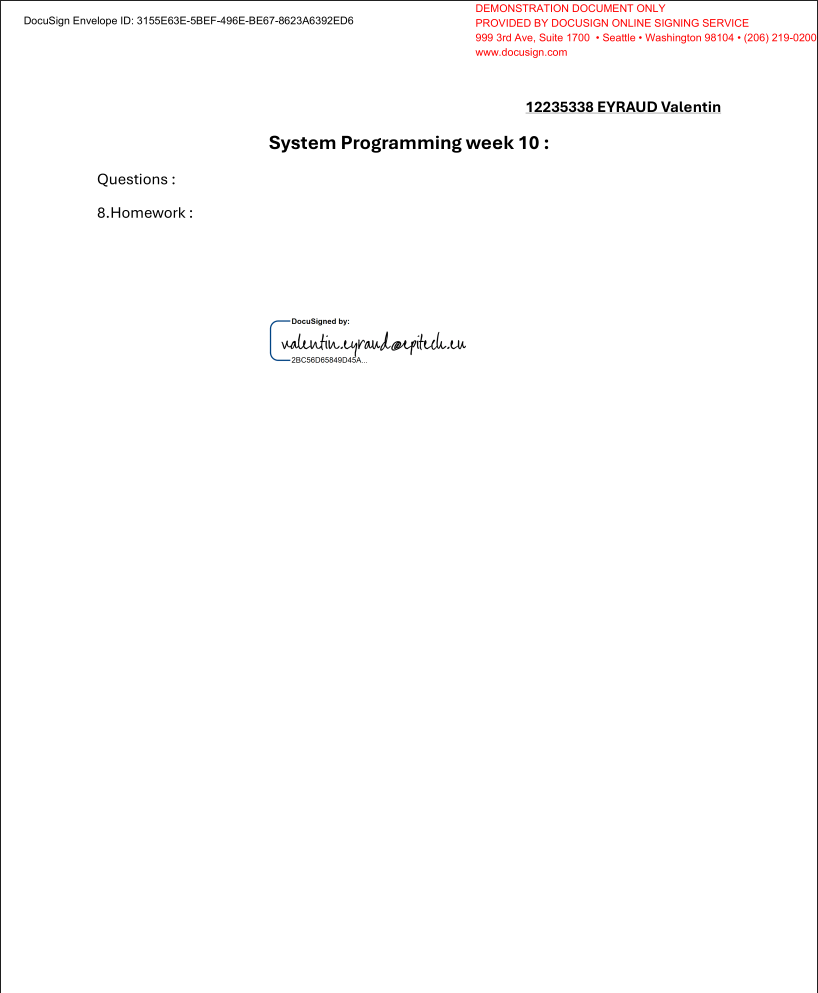 DocuSign Envelope ID: 3155E63E-5BEF-496E-BE67-8623A6392ED6
DEMONSTRATION DOCUMENT ONLY
PROVIDED BY DOCUSIGN ONLINE SIGNING SERVICE
999 3rd Ave, Suite 1700 • Seattle • Washington 98104 • (206) 219-0200
www.docusign.com
12235338 EYRAUD Valentin
System Programming week 10 :
Questions :
8.Homework :
DocuSigned by:
valentin.eyraud@epitech.eu
2BC56D65849D45A...